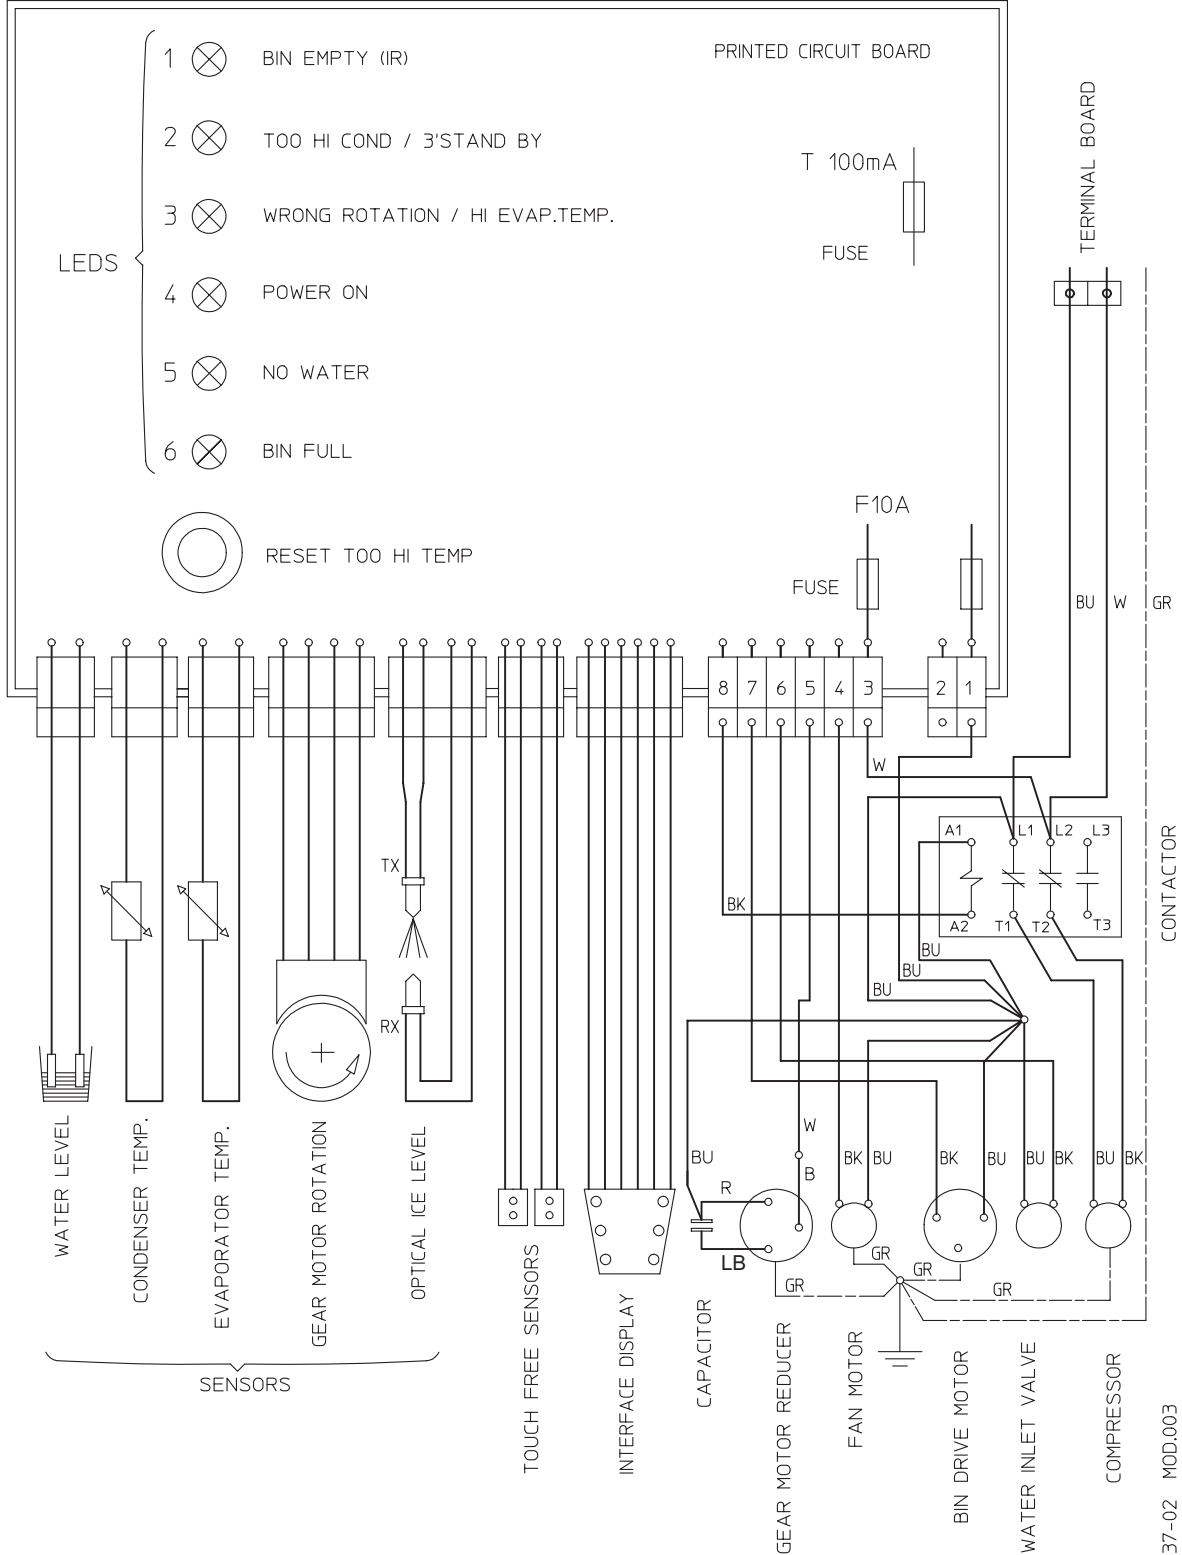 1 BIN EMPTY (IR)
PRINTED CIRCUIT BOARD
2 TOO HI COND / 3'STAND BY
3 WRONG ROTATION / HI EVAP.TEMP.
LEDS
4 POWER ON
5 NO WATER
6 BIN FULL
RESET TOO HI TEMP
T 100mA
FUSE
F10A
FUSE
TERMINAL BOARD
BU
W
GR
8 7 6 5 4 3
2 1
W
A1 L1 L2 L3
A2 T1 T2 T3
CONTACTOR
BK
BU
BU
BU
TX
RX
W
B
BU
R
LB
BK BU
BK BU
BU BK
BU BK
GR
GR
GR
GR
WATER LEVEL
CONDENSER TEMP.
EVAPORATOR TEMP.
GEAR MOTOR ROTATION
OPTICAL ICE LEVEL
SENSORS
TOUCH FREE SENSORS
INTERFACE DISPLAY
CAPACITOR
GEAR MOTOR REDUCER
FAN MOTOR
BIN DRIVE MOTOR
WATER INLET VALVE
COMPRESSOR
37-02 MOD.003